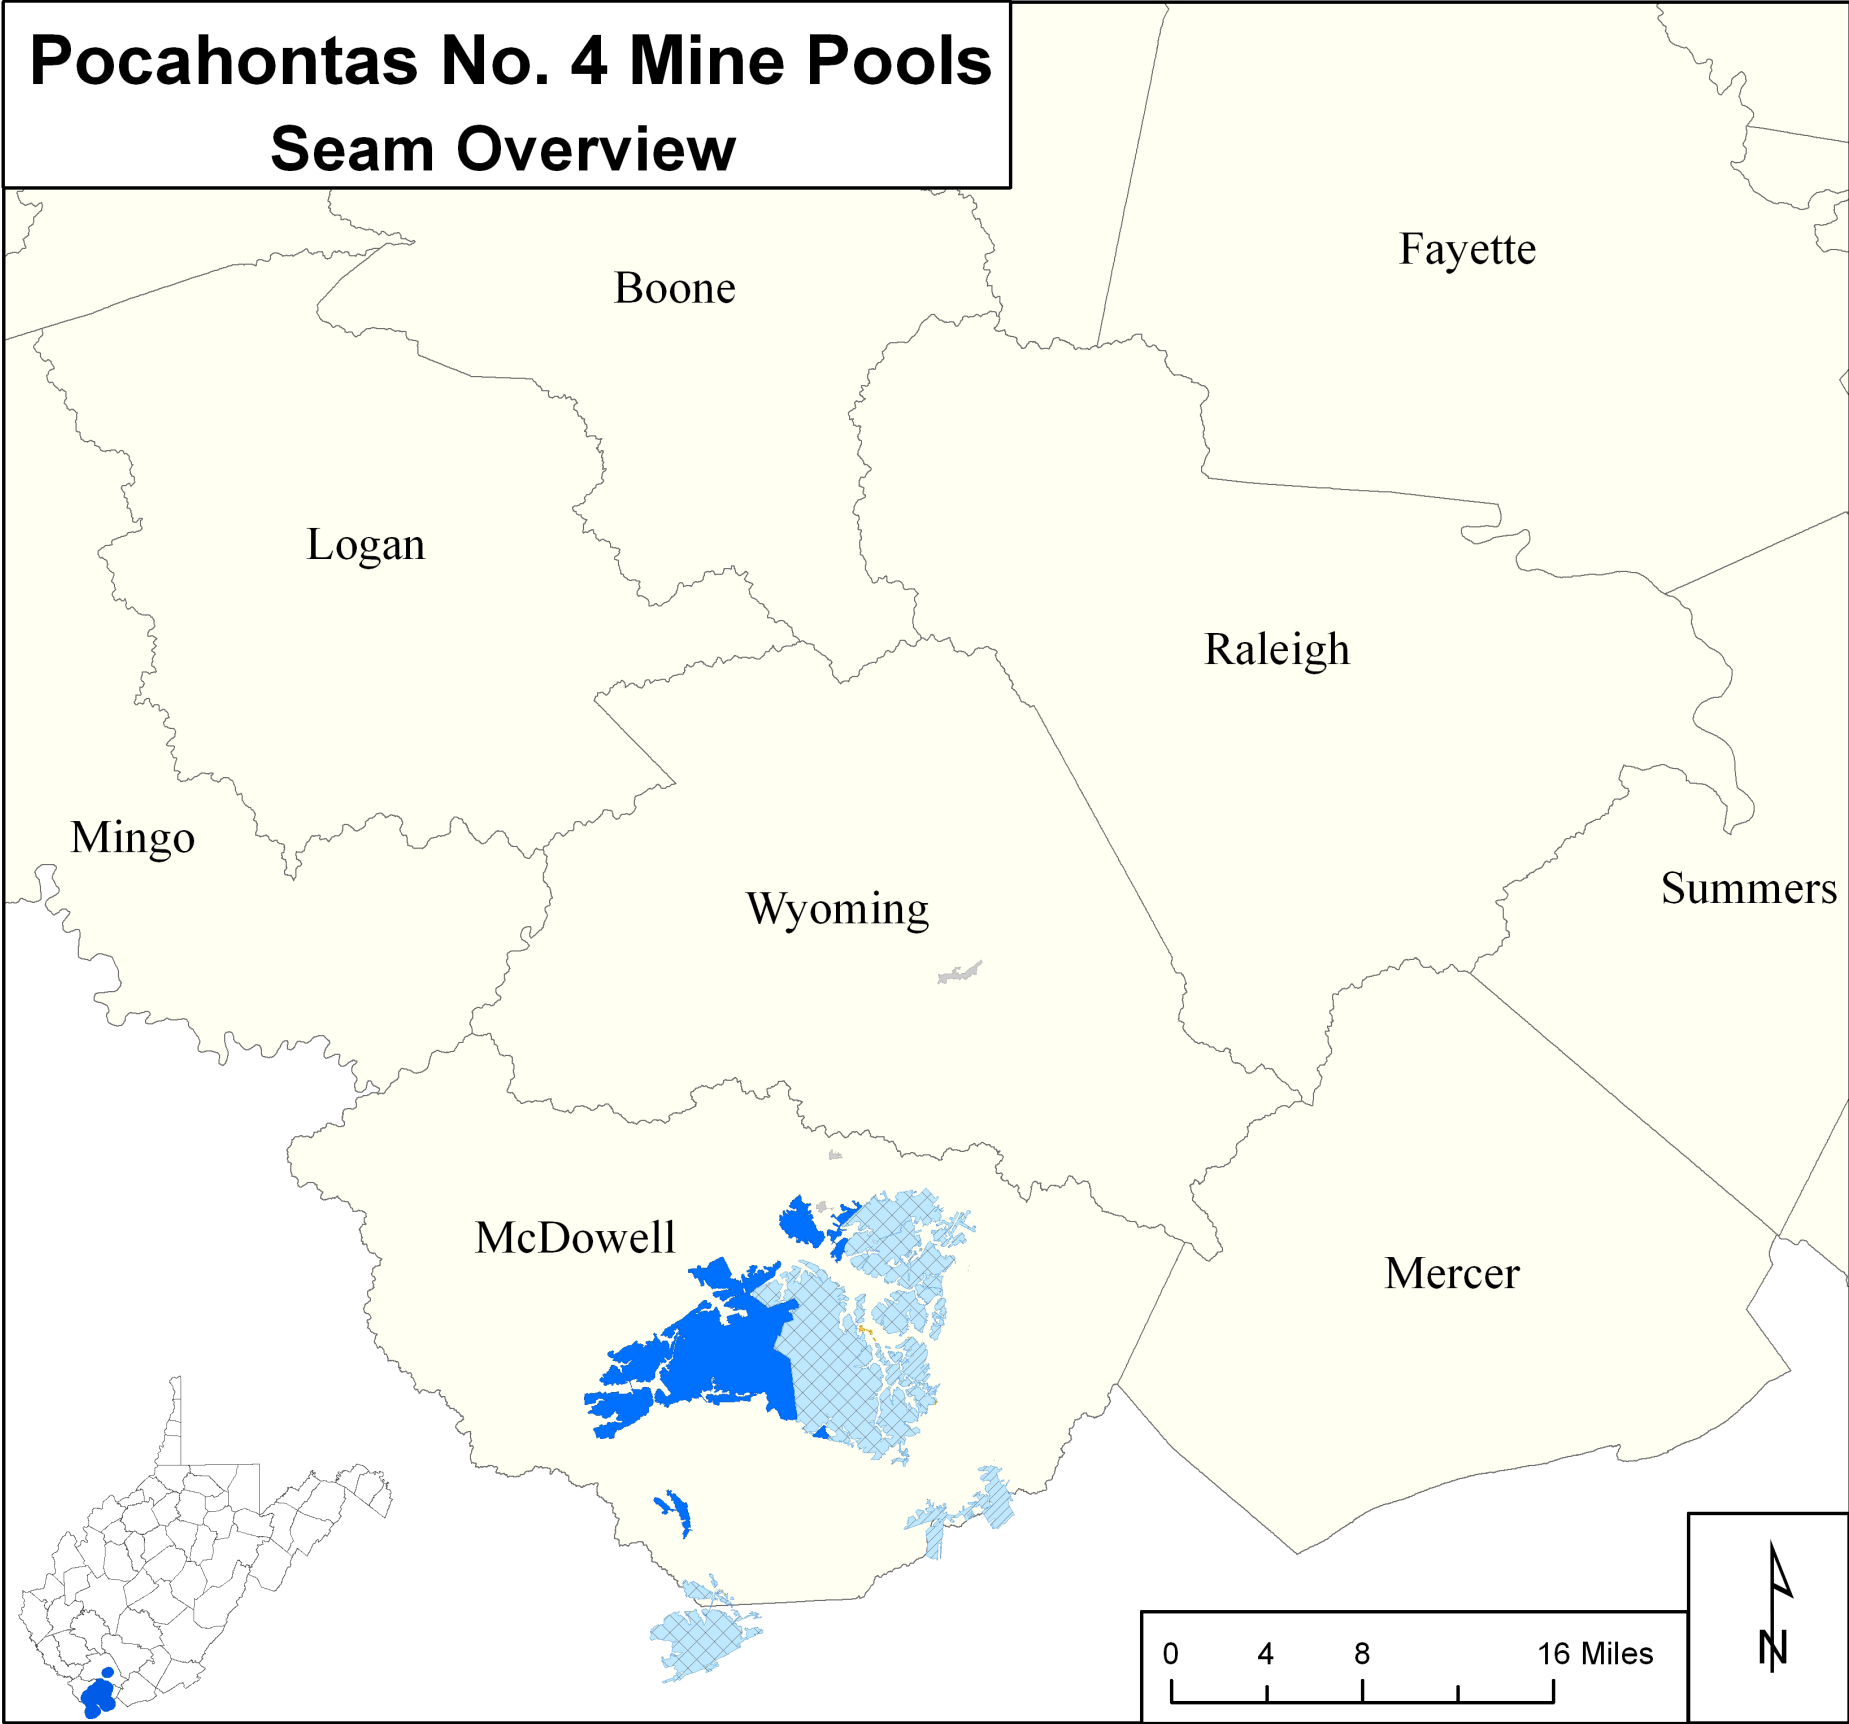 Pocahontas No. 4 Mine Pools
Seam Overview
Fayette
Boone
Logan
Raleigh
Mingo
Summers
Wyoming
McDowell
Mercer
0 4 8 16 Miles
N